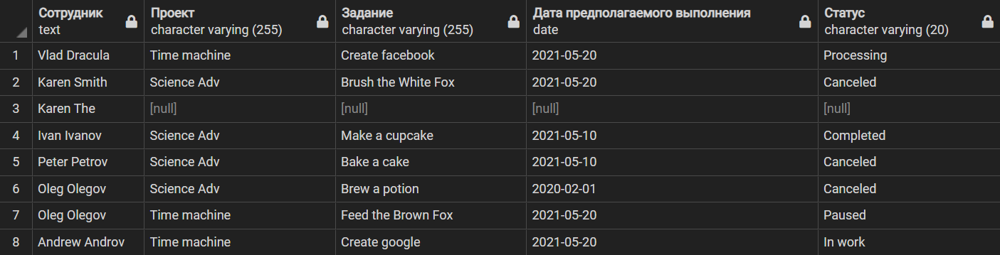 Сотрудник Проект Задание Дата предполагаемого выполнения Статус
text character varying (255) character varying (255) date character varying (20)
1 Vlad Dracula Time machine Create facebook 2021-05-20 Processing
2 Karen Smith Science Adv Brush the White Fox 2021-05-20 Canceled
3 Karen The [null] [null] [null] [null]
4 Ivan Ivanov Science Adv Make a cupcake 2021-05-10 Completed
5 Peter Petrov Science Adv Bake a cake 2021-05-10 Canceled
6 Oleg Olegov Science Adv Brew a potion 2020-02-01 Canceled
7 Oleg Olegov Time machine Feed the Brown Fox 2021-05-20 Paused
8 Andrew Androv Time machine Create google 2021-05-20 In work